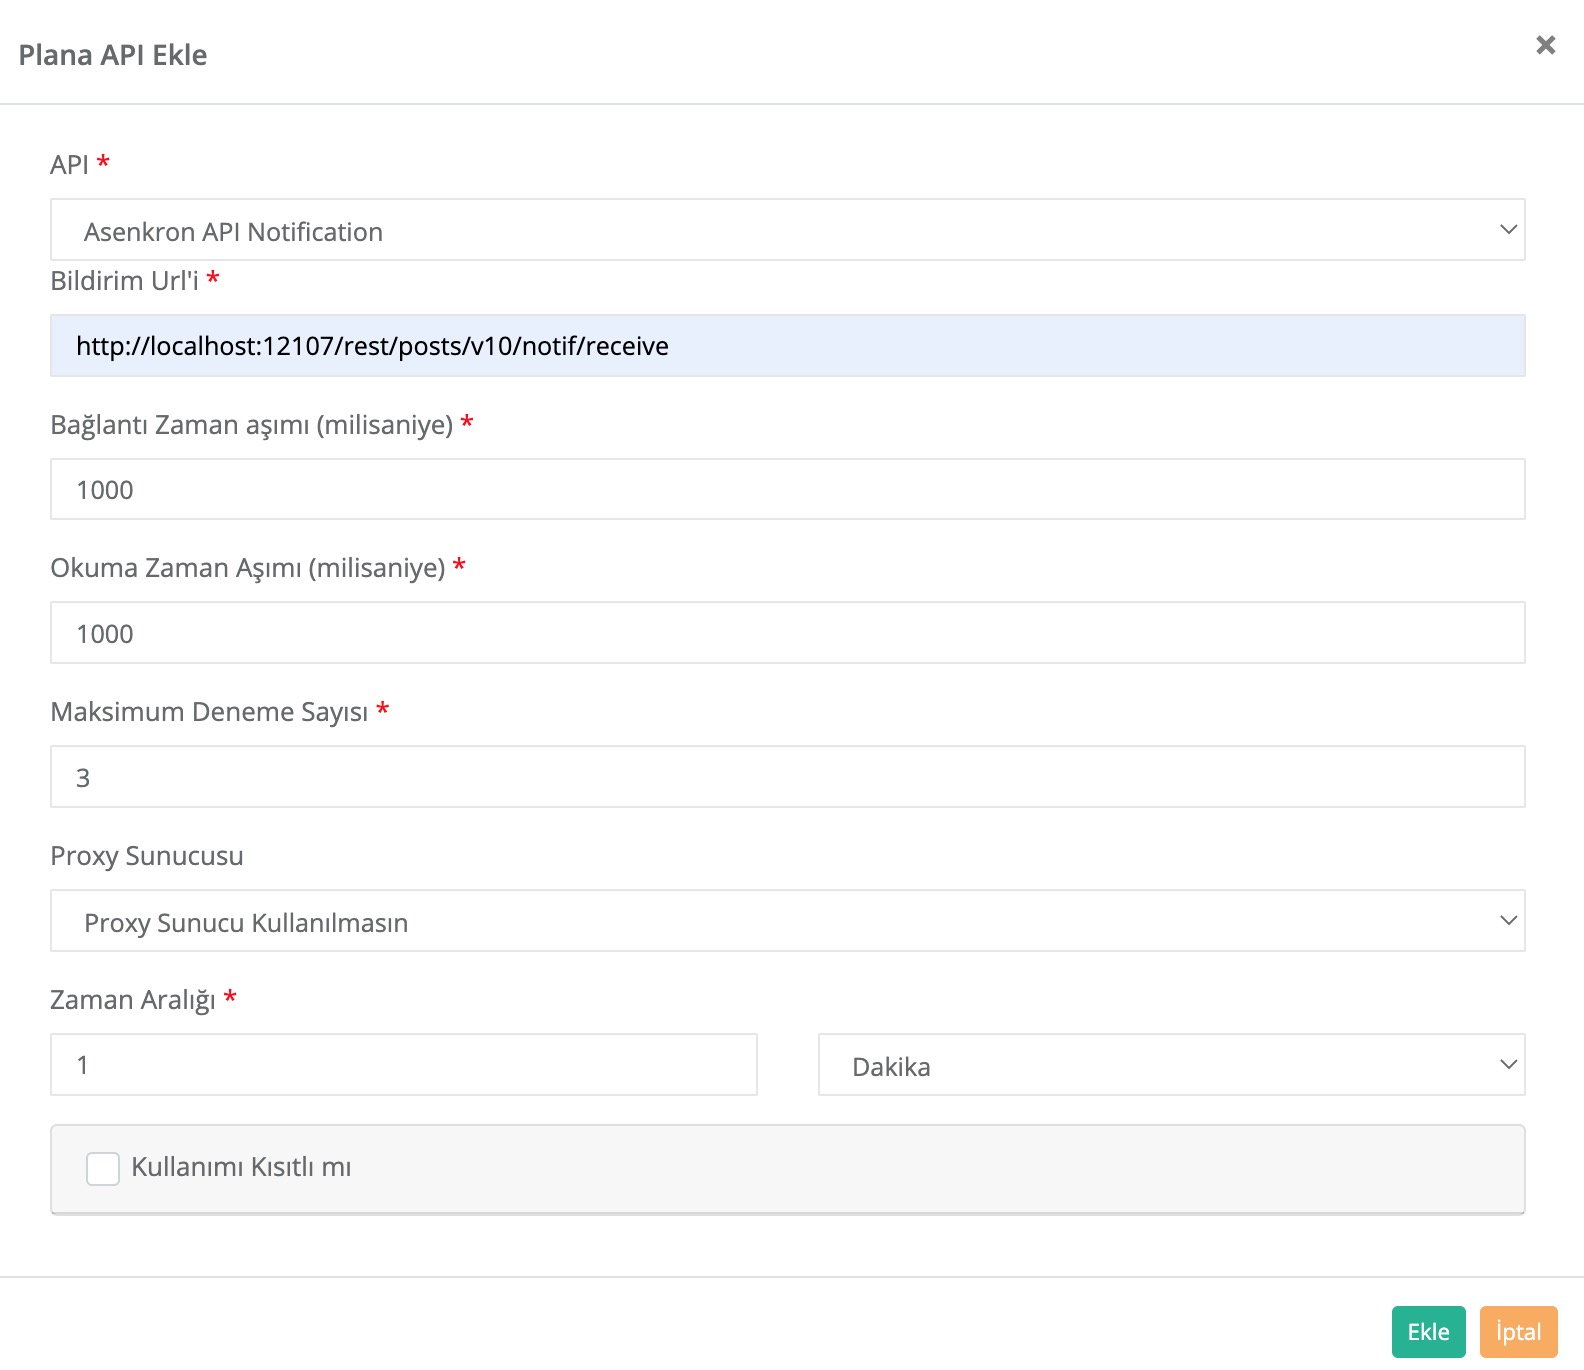 Plana API Ekle
API *
Asenkron API Notification
Bildirim Url'i *
http://localhost:12107/rest/posts/v10/notif/receive
Bağlantı Zaman aşımı (milisaniye) *
1000
Okuma Zaman Aşımı (milisaniye) *
1000
Maksimum Deneme Sayısı *
3
Proxy Sunucusu
Proxy Sunucu Kullanılmasın
Zaman Aralığı *
1
Dakika
Kullanımı Kısıtlı mı
Ekle
İptal